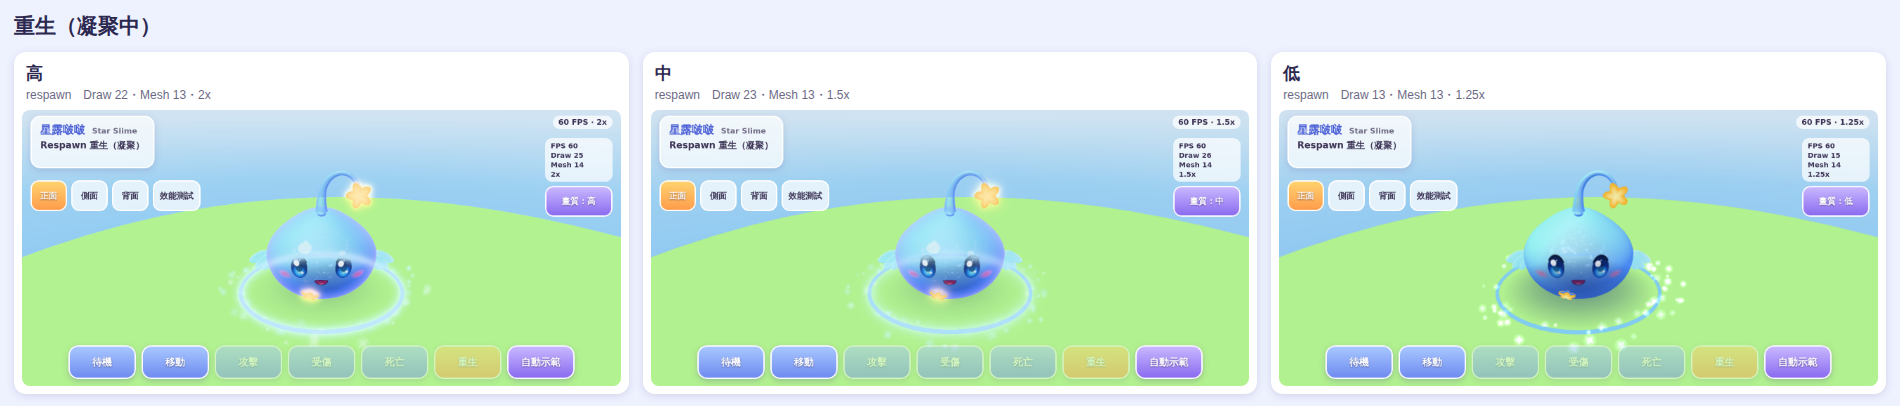 重生（凝聚中）
高
respawn Draw 22・Mesh 13・2x
星露啵啵 Star Slime
Respawn 重生（凝聚）
60 FPS · 2x
FPS 60
Draw 25
Mesh 14
2x
畫質：高
正面 側面 背面 效能測試
待機 移動 攻擊 受傷 死亡 重生 自動示範
中
respawn Draw 23・Mesh 13・1.5x
星露啵啵 Star Slime
Respawn 重生（凝聚）
60 FPS · 1.5x
FPS 60
Draw 26
Mesh 14
1.5x
畫質：中
正面 側面 背面 效能測試
待機 移動 攻擊 受傷 死亡 重生 自動示範
低
respawn Draw 13・Mesh 13・1.25x
星露啵啵 Star Slime
Respawn 重生（凝聚）
60 FPS · 1.25x
FPS 60
Draw 15
Mesh 14
1.25x
畫質：低
正面 側面 背面 效能測試
待機 移動 攻擊 受傷 死亡 重生 自動示範